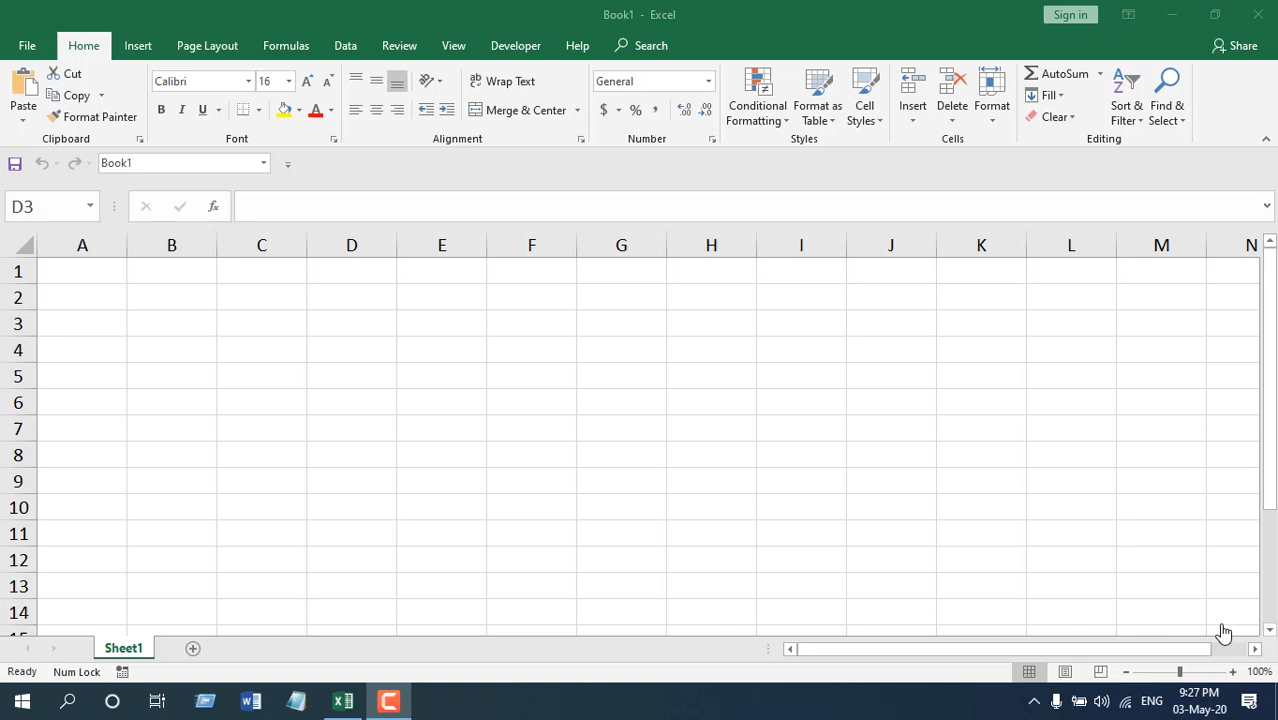 Book1 - Excel
Sign in
File Home Insert Page Layout Formulas Data Review View Developer Help Search Share
Paste
Cut
Copy
Format Painter
Clipboard
Calibri 16
B I U
Font
Wrap Text
Merge & Center
Alignment
General
$ % ,
Number
Conditional Formatting
Format as Table
Cell Styles
Styles
Insert
Delete
Format
Cells
AutoSum
Fill
Clear
Sort & Filter
Find & Select
Editing
Book1
D3
fx
A B C D E F G H I J K L M N
1
2
3
4
5
6
7
8
9
10
11
12
13
14
15
Sheet1
Ready Num Lock 100%
ENG
9:27 PM
03-May-20